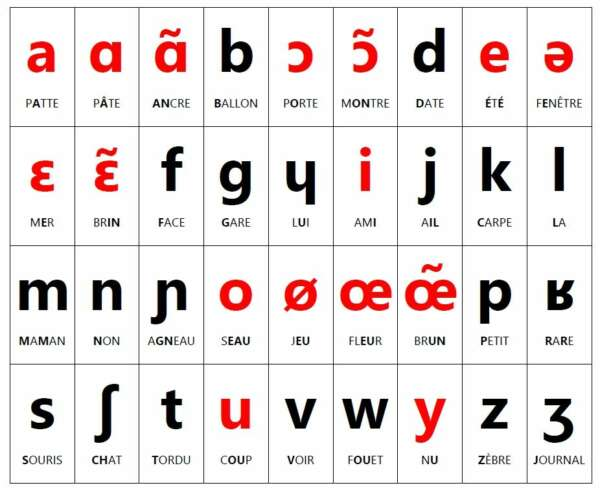 a ɑ ɑ̃ b ɔ ɔ̃ d e ə
PATTE PÂTE ANCRE BALLON PORTE MONTRE DATE ÉTÉ FENÊTRE
ɛ ɛ̃ f g ɥ i j k l
MER BRIN FACE GARE LUI AMI AIL CARPE LA
m n ɲ o ø œ œ̃ p ʁ
MAMAN NON AGNEAU SEAU JEU FLEUR BRUN PETIT RARE
s ʃ t u v w y z ʒ
SOURIS CHAT TORDU COUP VOIR FOUET NU ZÈBRE JOURNAL